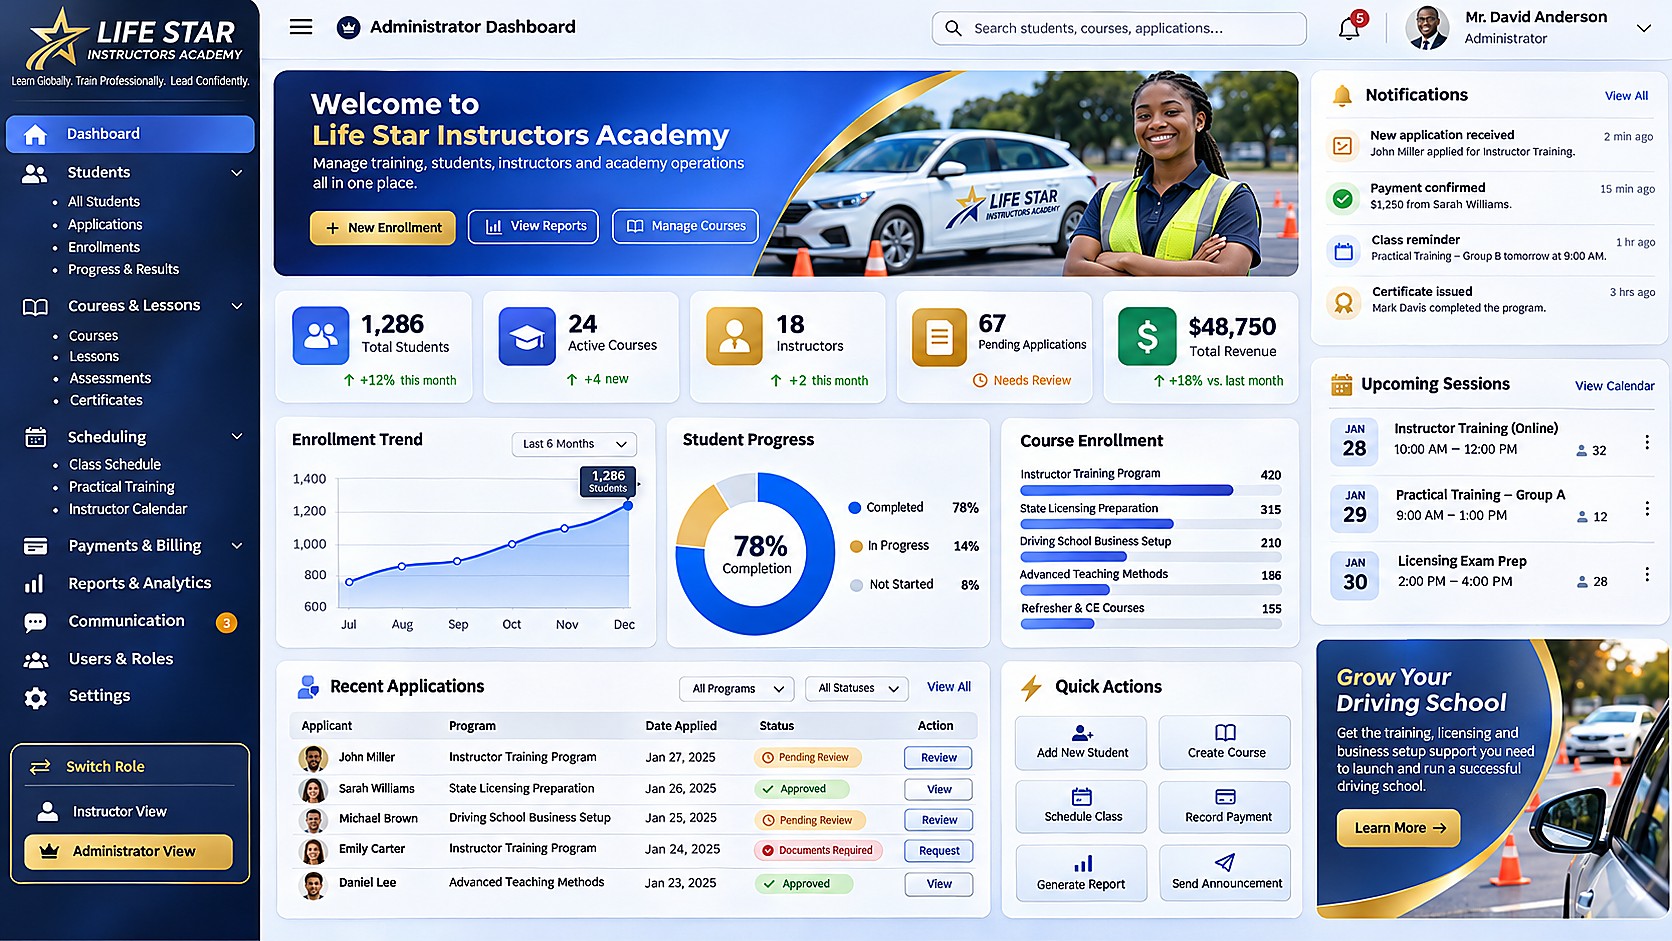 LIFE STAR
INSTRUCTORS ACADEMY
Learn Globally. Train Professionally. Lead Confidently.
Dashboard
Students
All Students
Applications
Enrollments
Progress & Results
Courses & Lessons
Courses
Lessons
Assessments
Certificates
Scheduling
Class Schedule
Practical Training
Instructor Calendar
Payments & Billing
Reports & Analytics
Communication 3
Users & Roles
Settings
Switch Role
Instructor View
Administrator View
Administrator Dashboard
Search students, courses, applications...
5
Mr. David Anderson
Administrator
Welcome to
Life Star Instructors Academy
Manage training, students, instructors and academy operations
all in one place.
+ New Enrollment
View Reports
Manage Courses
LIFE STAR
INSTRUCTORS ACADEMY
1,286
Total Students
↑ +12% this month
24
Active Courses
↑ +4 new
18
Instructors
↑ +2 this month
67
Pending Applications
Needs Review
$
$48,750
Total Revenue
↑ +18% vs. last month
Enrollment Trend
Last 6 Months
1,286
Students
1,400
1,200
1,000
800
600
Jul Aug Sep Oct Nov Dec
Student Progress
78%
Completion
Completed 78%
In Progress 14%
Not Started 8%
Course Enrollment
Instructor Training Program 420
State Licensing Preparation 315
Driving School Business Setup 210
Advanced Teaching Methods 186
Refresher & CE Courses 155
Recent Applications
All Programs
All Statuses
View All
Applicant Program Date Applied Status Action
John Miller Instructor Training Program Jan 27, 2025 Pending Review Review
Sarah Williams State Licensing Preparation Jan 26, 2025 Approved View
Michael Brown Driving School Business Setup Jan 25, 2025 Pending Review Review
Emily Carter Instructor Training Program Jan 24, 2025 Documents Required Request
Daniel Lee Advanced Teaching Methods Jan 23, 2025 Approved View
Quick Actions
Add New Student
Create Course
Schedule Class
Record Payment
Generate Report
Send Announcement
Notifications
View All
New application received 2 min ago
John Miller applied for Instructor Training.
Payment confirmed 15 min ago
$1,250 from Sarah Williams.
Class reminder 1 hr ago
Practical Training – Group B tomorrow at 9:00 AM.
Certificate issued 3 hrs ago
Mark Davis completed the program.
Upcoming Sessions
View Calendar
JAN
28
Instructor Training (Online)
10:00 AM – 12:00 PM 32
JAN
29
Practical Training – Group A
9:00 AM – 1:00 PM 12
JAN
30
Licensing Exam Prep
2:00 PM – 4:00 PM 28
Grow Your
Driving School
Get the training, licensing and
business setup support you need
to launch and run a successful
driving school.
Learn More →